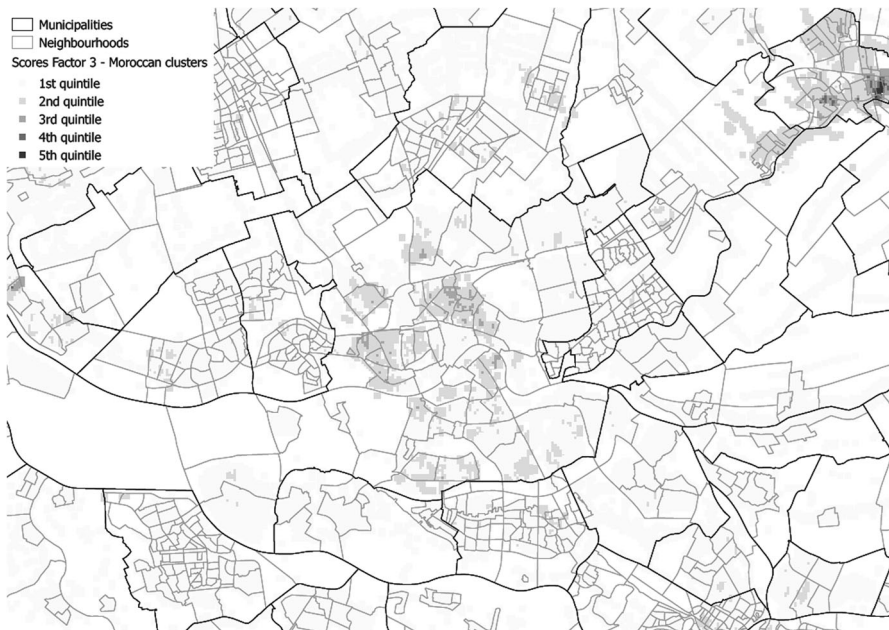 Municipalities
Neighbourhoods
Scores Factor 3 - Moroccan clusters
1st quintile
2nd quintile
3rd quintile
4th quintile
5th quintile